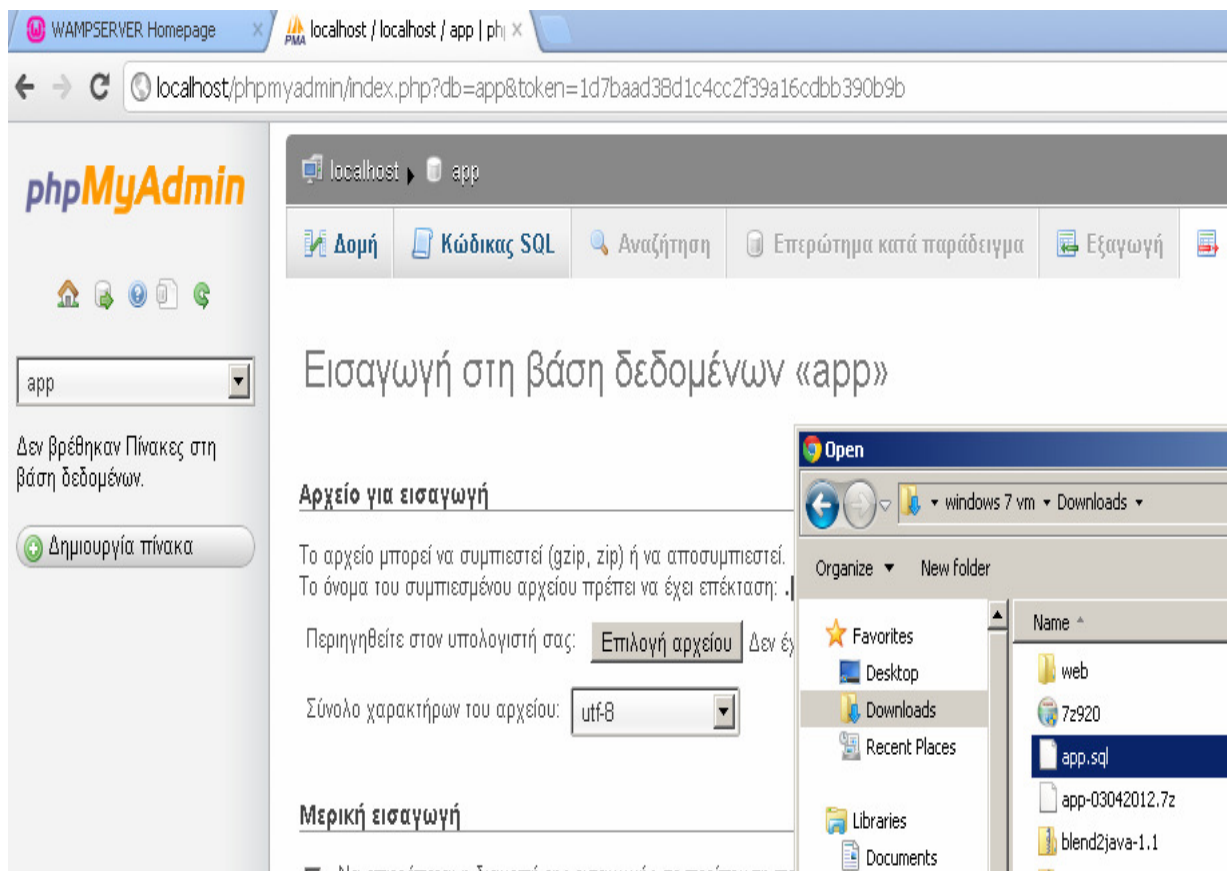 WAMPSERVER Homepage
localhost / localhost / app | ph
localhost/phpmyadmin/index.php?db=app&token=1d7baad38d1c4cc2f39a16cdbb390b9b
phpMyAdmin
localhost ▸ app
Δομή Κώδικας SQL Αναζήτηση Επερώτημα κατά παράδειγμα Εξαγωγή
app
Δεν βρέθηκαν Πίνακες στη
βάση δεδομένων.
Δημιουργία πίνακα
Εισαγωγή στη βάση δεδομένων «app»
Αρχείο για εισαγωγή
Το αρχείο μπορεί να συμπιεστεί (gzip, zip) ή να αποσυμπιεστεί.
Το όνομα του συμπιεσμένου αρχείου πρέπει να έχει επέκταση: .
Περιηγηθείτε στον υπολογιστή σας: Επιλογή αρχείου Δεν
Σύνολο χαρακτήρων του αρχείου: utf-8
Μερική εισαγωγή
Open
windows 7 vm ▾ Downloads ▾
Organize ▾ New folder
Favorites
Desktop
Downloads
Recent Places
Libraries
Documents
Name
web
7z920
app.sql
app-03042012.7z
blend2java-1.1